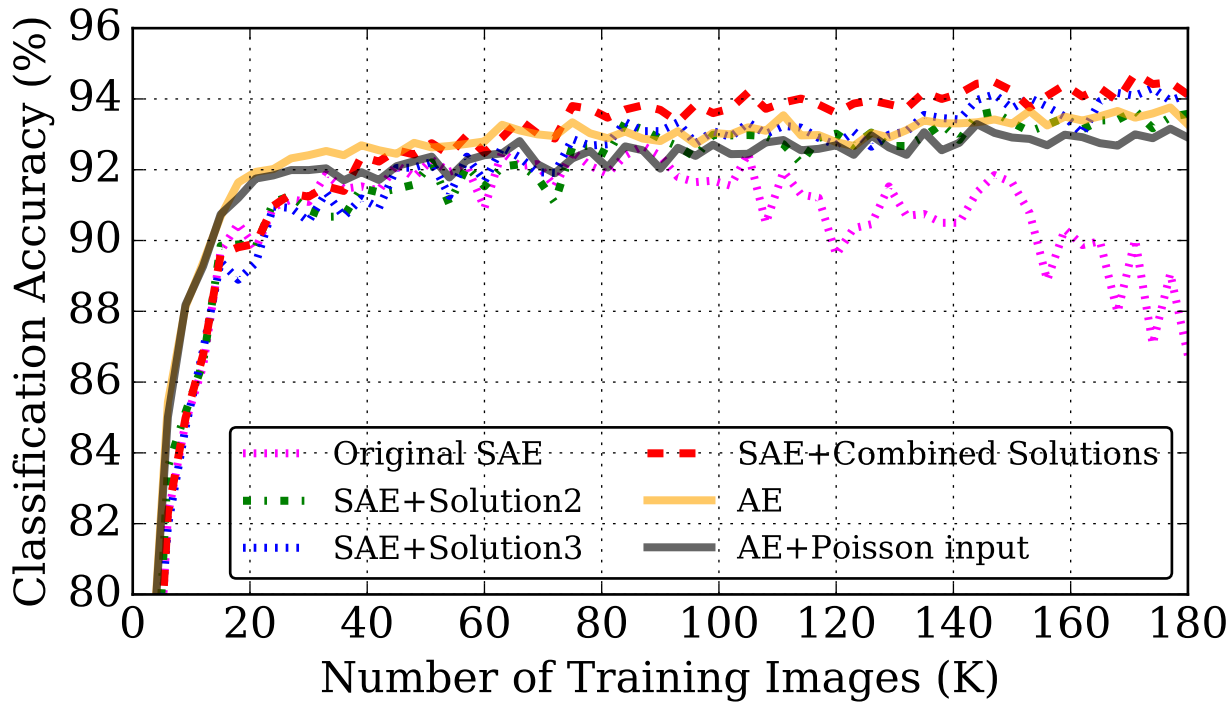 Classification Accuracy (%)
96
94
92
90
88
86
84
82
80
Original SAE
SAE+Solution2
SAE+Solution3
SAE+Combined Solutions
AE
AE+Poisson input
0 20 40 60 80 100 120 140 160 180
Number of Training Images (K)